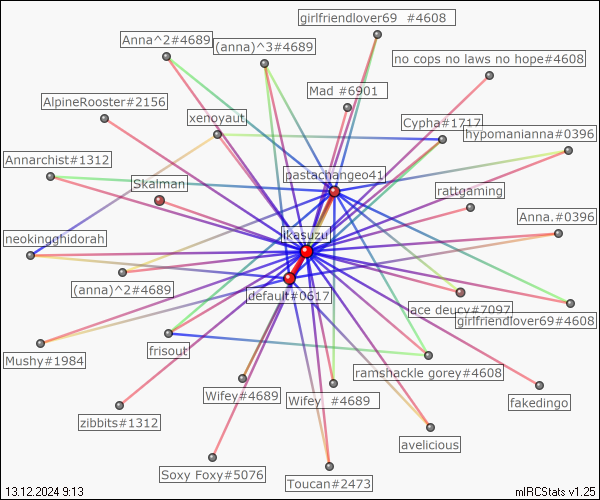 girlfriendlover69  #4608
Anna^2#4689
(anna)^3#4689
no cops no laws no hope#4608
Mad #6901
AlpineRooster#2156
xenoyaut
Cypha#1717
hypomanianna#0396
Annarchist#1312
pastachangeo41
Skalman
rattgaming
Anna.#0396
ikasuzu
neokingghidorah
(anna)^2#4689
default#0617
lace deucy#7097
girlfriendlover69#4608
Mushy#1984
frisout
ramshackle gorey#4608
Wifey#4689
Wifey  #4689
fakedingo
zibbits#1312
avelicious
Soxy Foxy#5076
Toucan#2473
13.12.2024 9:13
mIRCStats v1.25